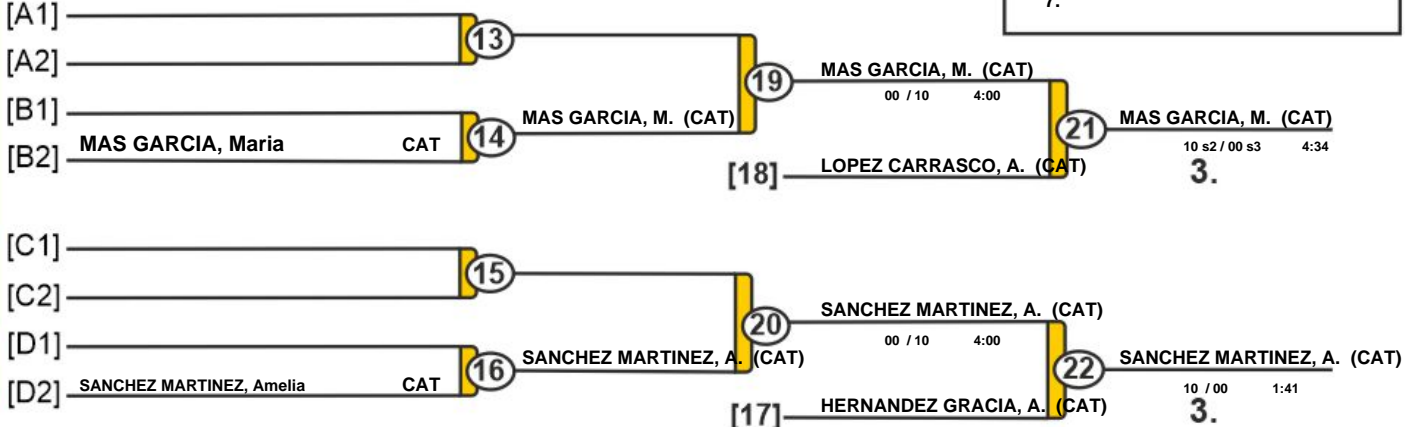 7.
[A1]
13
[A2]
19
MAS GARCIA, M. (CAT)
00 / 10 4:00
[B1]
MAS GARCIA, M. (CAT)
21
MAS GARCIA, M. (CAT)
14
MAS GARCIA, Maria CAT
10 s2 / 00 s3 4:34
[B2]
[18]
LOPEZ CARRASCO, A. (CAT)
3.
[C1]
15
[C2]
SANCHEZ MARTINEZ, A. (CAT)
20
00 / 10 4:00
[D1]
SANCHEZ MARTINEZ, A. (CAT)
22
SANCHEZ MARTINEZ, A. (CAT)
16
SANCHEZ MARTINEZ, Amelia CAT
10 / 00 1:41
[D2]
[17]
HERNANDEZ GRACIA, A. (CAT)
3.